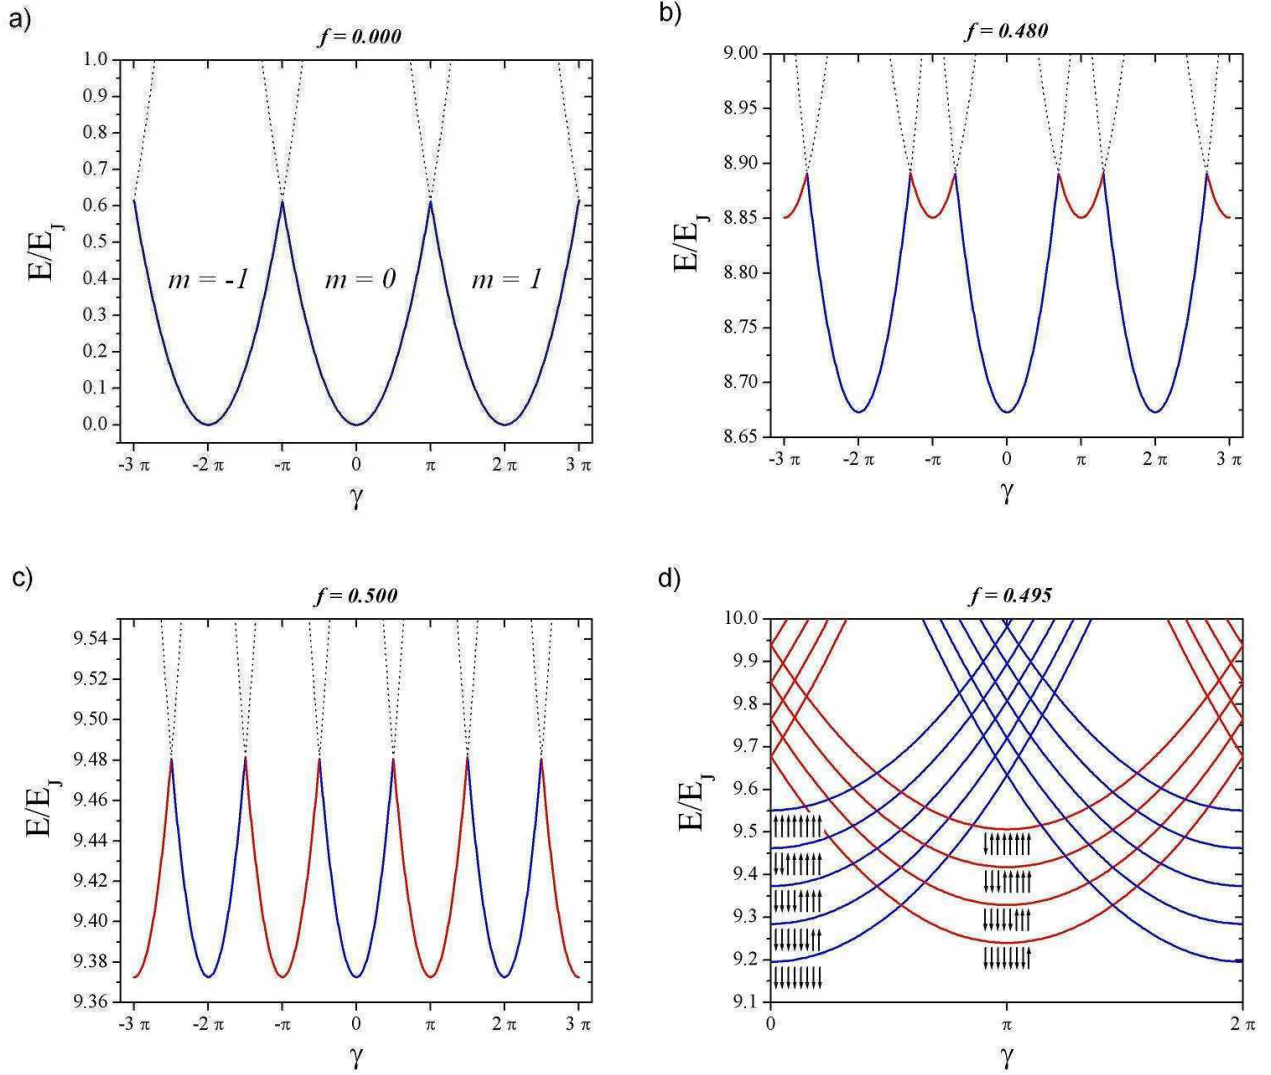 a)
f = 0.000
1.0
0.9
0.8
0.7
0.6
0.5
0.4
0.3
0.2
0.1
0.0
E/E_J
m = -1 m = 0 m = 1
-3 π -2 π -π 0 π 2 π 3 π
γ
b)
f = 0.480
9.00
8.95
8.90
8.85
8.80
8.75
8.70
8.65
E/E_J
-3 π -2 π -π 0 π 2 π 3 π
γ
c)
f = 0.500
9.54
9.52
9.50
9.48
9.46
9.44
9.42
9.40
9.38
9.36
E/E_J
-3 π -2 π -π 0 π 2 π 3 π
γ
d)
f = 0.495
10.0
9.9
9.8
9.7
9.6
9.5
9.4
9.3
9.2
9.1
E/E_J
↑↑↑↑↑↑↑↑
↓↓↑↑↑↑↑↑
↓↓↓↓↑↑↑↑
↓↓↓↓↓↓↑↑
↓↓↓↓↓↓↓↓
↓↑↑↑↑↑↑↑
↓↓↓↑↑↑↑↑
↓↓↓↓↓↑↑↑
↓↓↓↓↓↓↓↑
0 π 2 π
γ